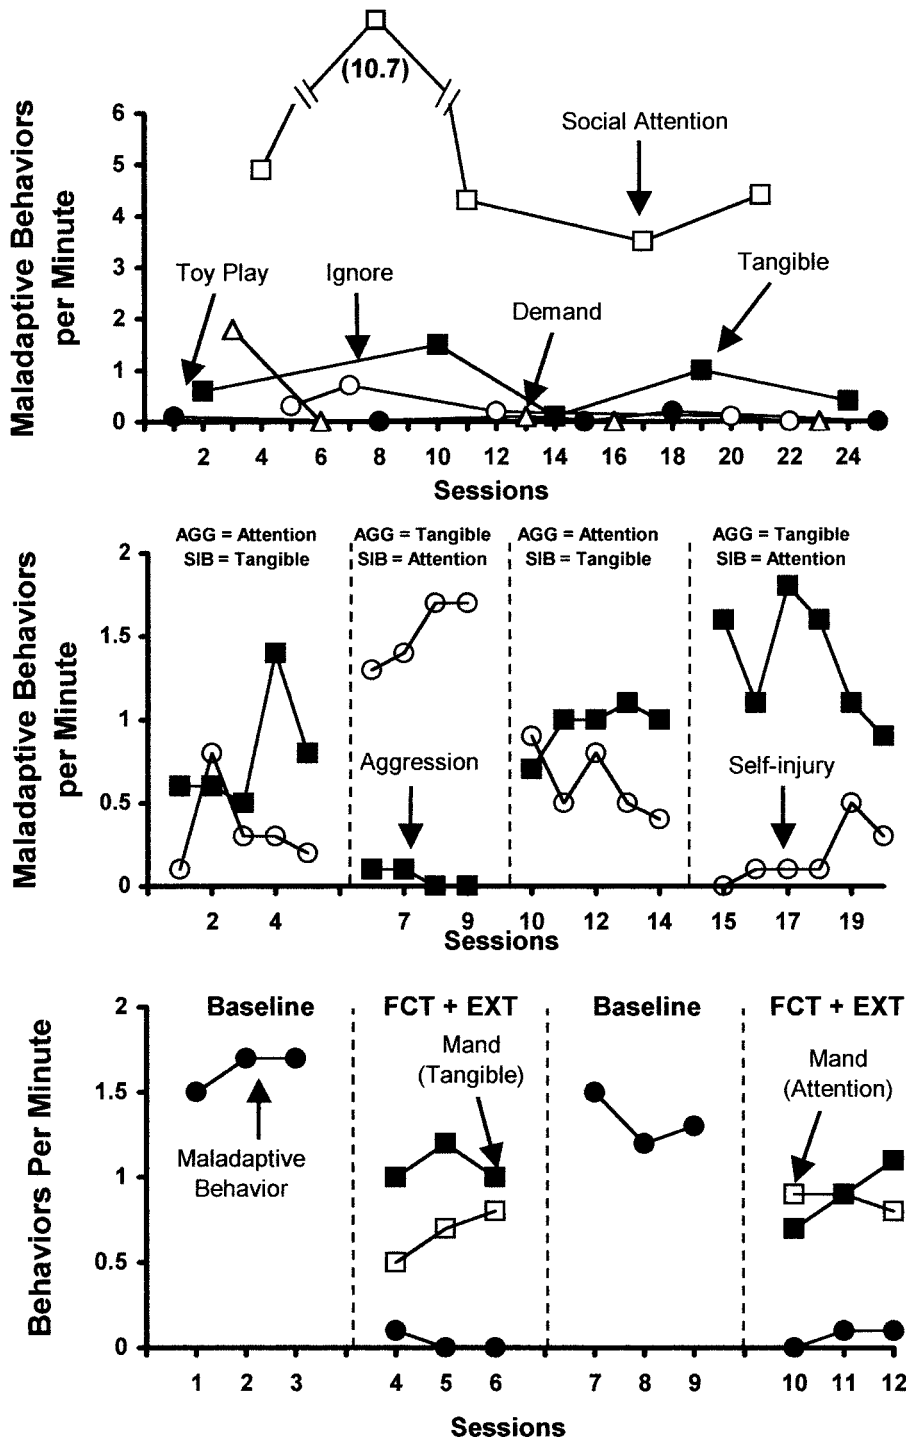 (10.7)
Maladaptive Behaviors
per Minute
6
5
4
3
2
1
0
Social Attention
Toy Play
Ignore
Demand
Tangible
2 4 6 8 10 12 14 16 18 20 22 24
Sessions
AGG = Attention
SIB = Tangible
AGG = Tangible
SIB = Attention
AGG = Attention
SIB = Tangible
AGG = Tangible
SIB = Attention
Maladaptive Behaviors
per Minute
2
1.5
1
0.5
0
Aggression
Self-injury
2 4 7 9 10 12 14 15 17 19
Sessions
Baseline
FCT + EXT
Baseline
FCT + EXT
Behaviors Per Minute
2
1.5
1
0.5
0
Maladaptive
Behavior
Mand
(Tangible)
Mand
(Attention)
1 2 3 4 5 6 7 8 9 10 11 12
Sessions